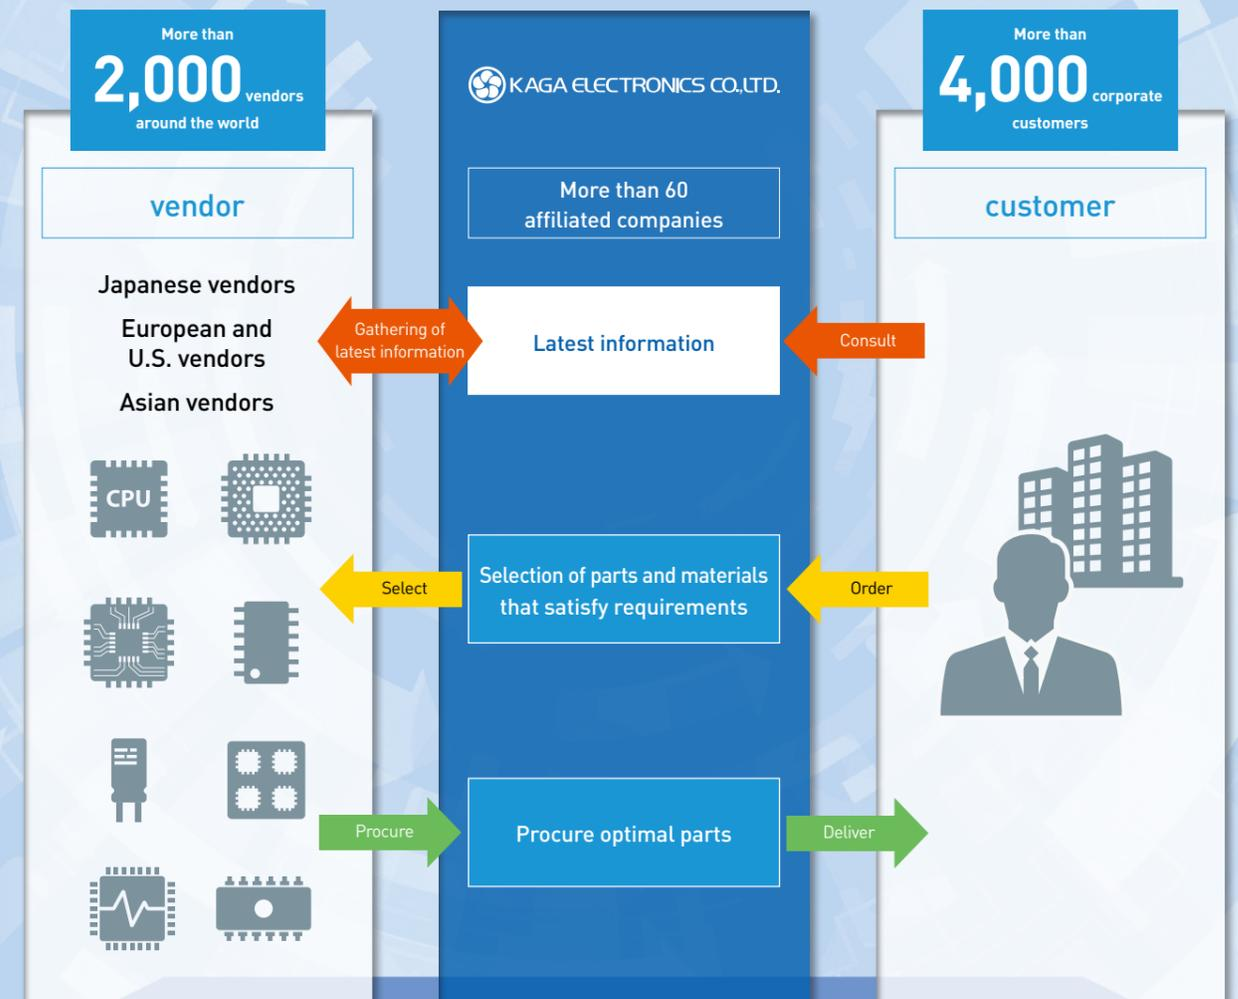 More than
2,000 vendors
around the world
vendor
Japanese vendors
European and
U.S. vendors
Asian vendors
CPU
KAGA ELECTRONICS CO.,LTD.
More than 60
affiliated companies
Gathering of
latest information
Latest information
Consult
Select
Selection of parts and materials
that satisfy requirements
Order
Procure
Procure optimal parts
Deliver
More than
4,000 corporate
customers
customer